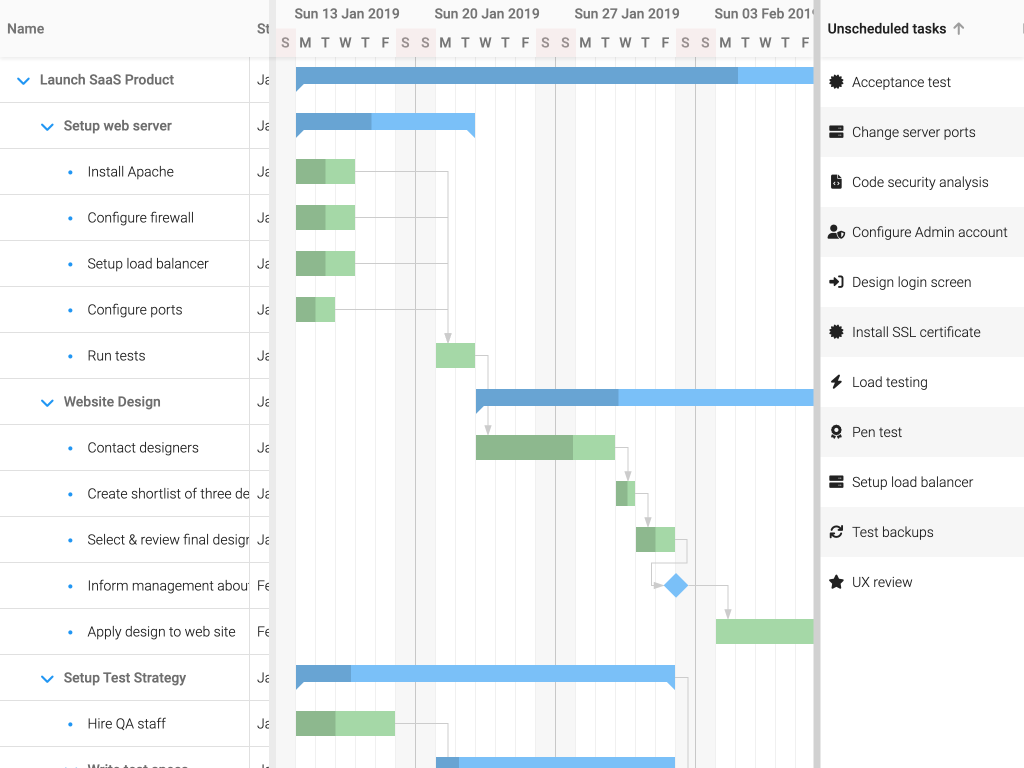 Name
St
Sun 13 Jan 2019 Sun 20 Jan 2019 Sun 27 Jan 2019 Sun 03 Feb 2019
S M T W T F S S M T W T F S S M T W T F S S M T W T F
Launch SaaS Product Ja
Setup web server Ja
Install Apache Ja
Configure firewall Ja
Setup load balancer Ja
Configure ports Ja
Run tests Ja
Website Design Ja
Contact designers Ja
Create shortlist of three de Ja
Select & review final design Ja
Inform management about Fe
Apply design to web site Fe
Setup Test Strategy Ja
Hire QA staff Ja
Write test specs Ja
Unscheduled tasks
Acceptance test
Change server ports
Code security analysis
Configure Admin account
Design login screen
Install SSL certificate
Load testing
Pen test
Setup load balancer
Test backups
UX review